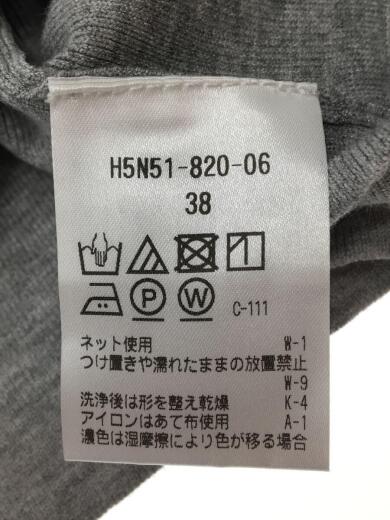 H5N51-820-06
38
P W C-111
ネット使用 W-1
つけ置きや濡れたままの放置禁止
W-9
洗浄後は形を整え乾燥 K-4
アイロンはあて布使用 A-1
濃色は湿摩擦により色が移る場合